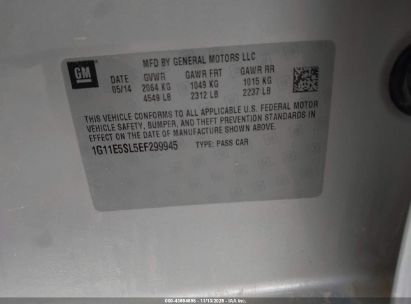 GM
MFD BY GENERAL MOTORS LLC
DATE GVWR GAWR FRT GAWR RR
05/14 2064 KG 1049 KG 1015 KG
4549 LB 2312 LB 2237 LB
THIS VEHICLE CONFORMS TO ALL APPLICABLE U.S. FEDERAL MOTOR
VEHICLE SAFETY, BUMPER, AND THEFT PREVENTION STANDARDS IN
EFFECT ON THE DATE OF MANUFACTURE SHOWN ABOVE.
1G11E5SL5EF299945 TYPE: PASS CAR